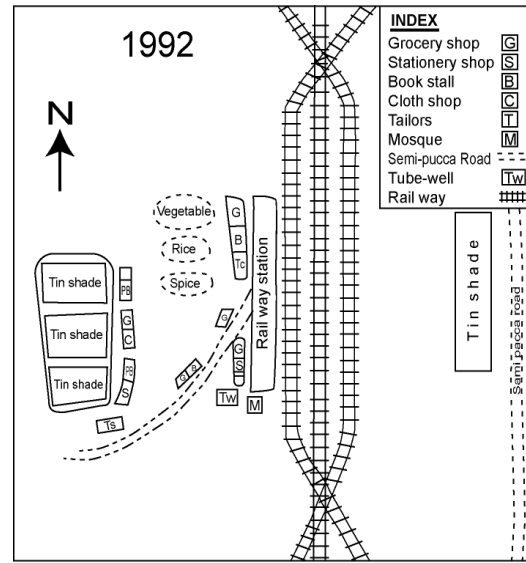 1992
N
INDEX
Grocery shop G
Stationery shop S
Book stall B
Cloth shop C
Tailors T
Mosque M
Semi-pucca Road
Tube-well Tw
Rail way
Vegetable
Rice
Spice
G
B
Tc
Rail way station
Tin shade
Tin shade
Tin shade
PB
G
C
PB
S
Ts
G
G B
G
S
Tw
M
Tin shade
Semi pucca road